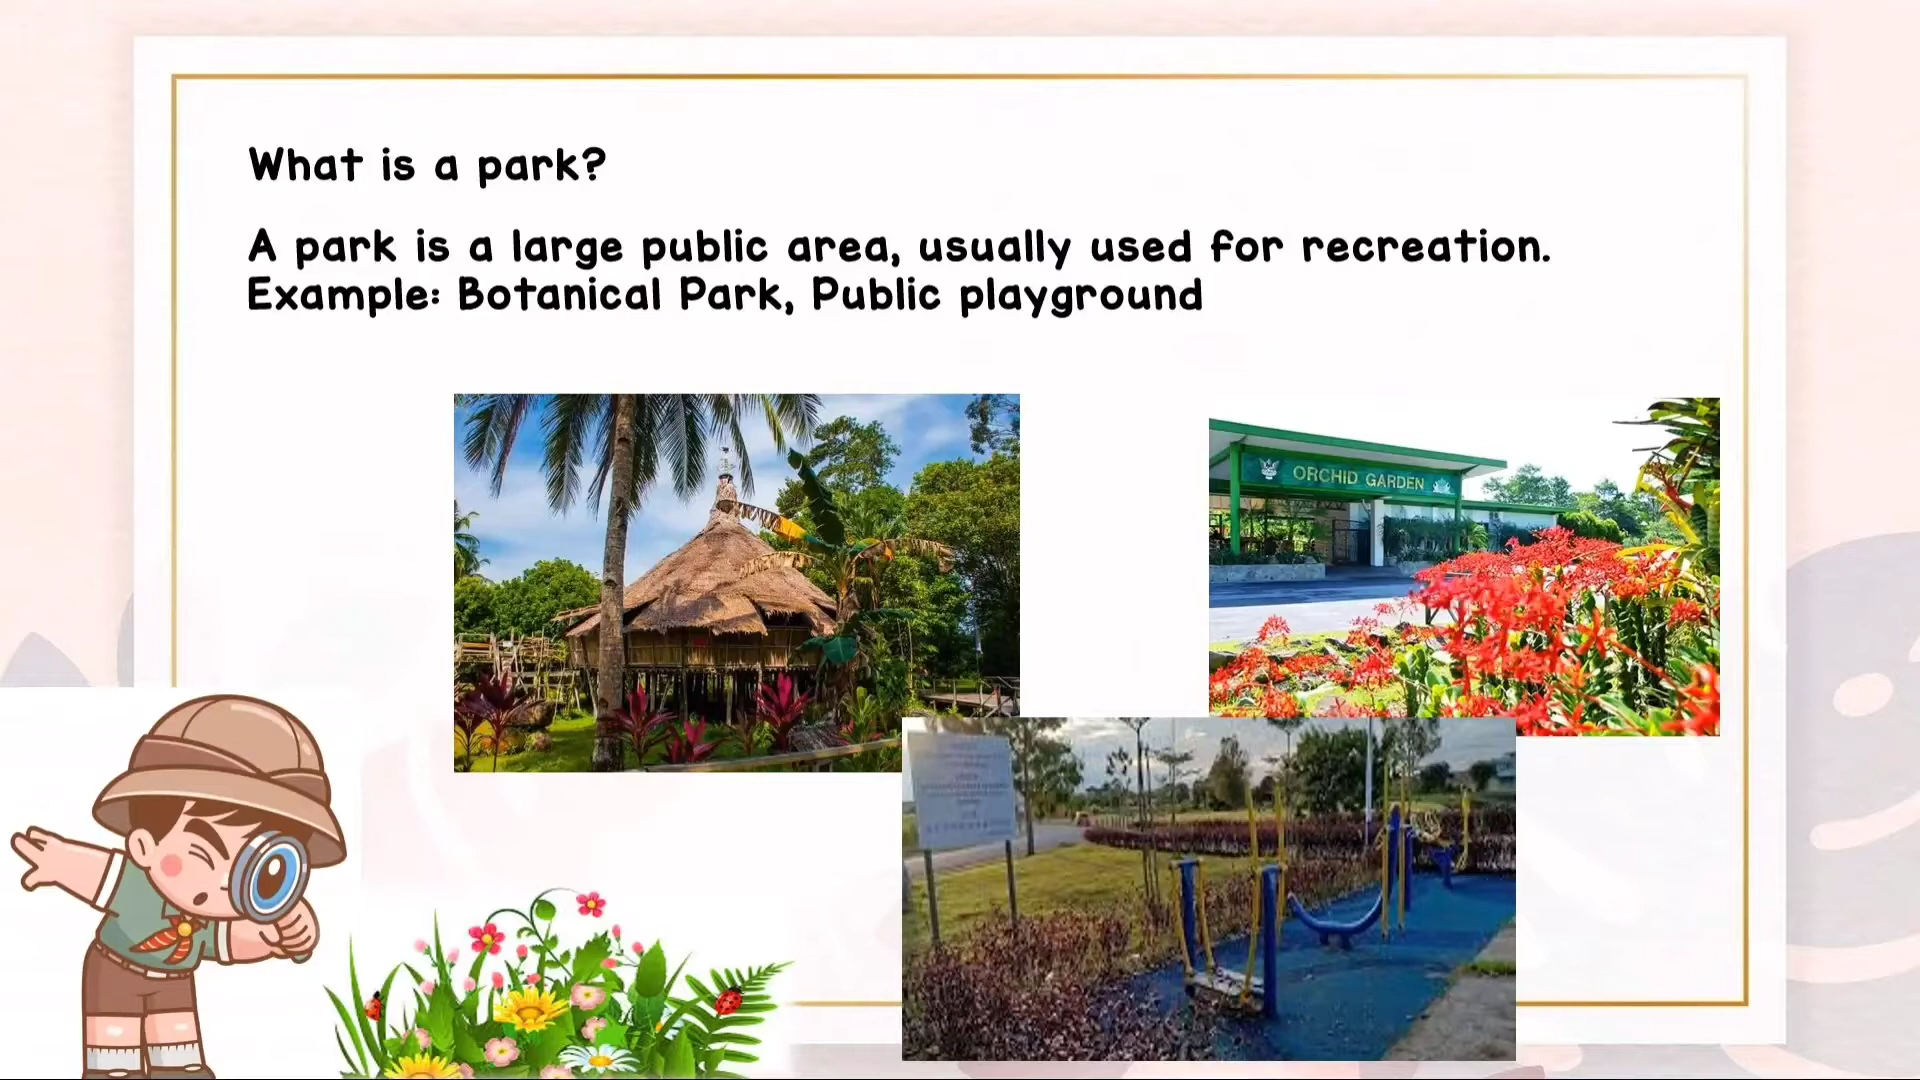 What is a park?
A park is a large public area, usually used for recreation.
Example: Botanical Park, Public playground
ORCHID GARDEN